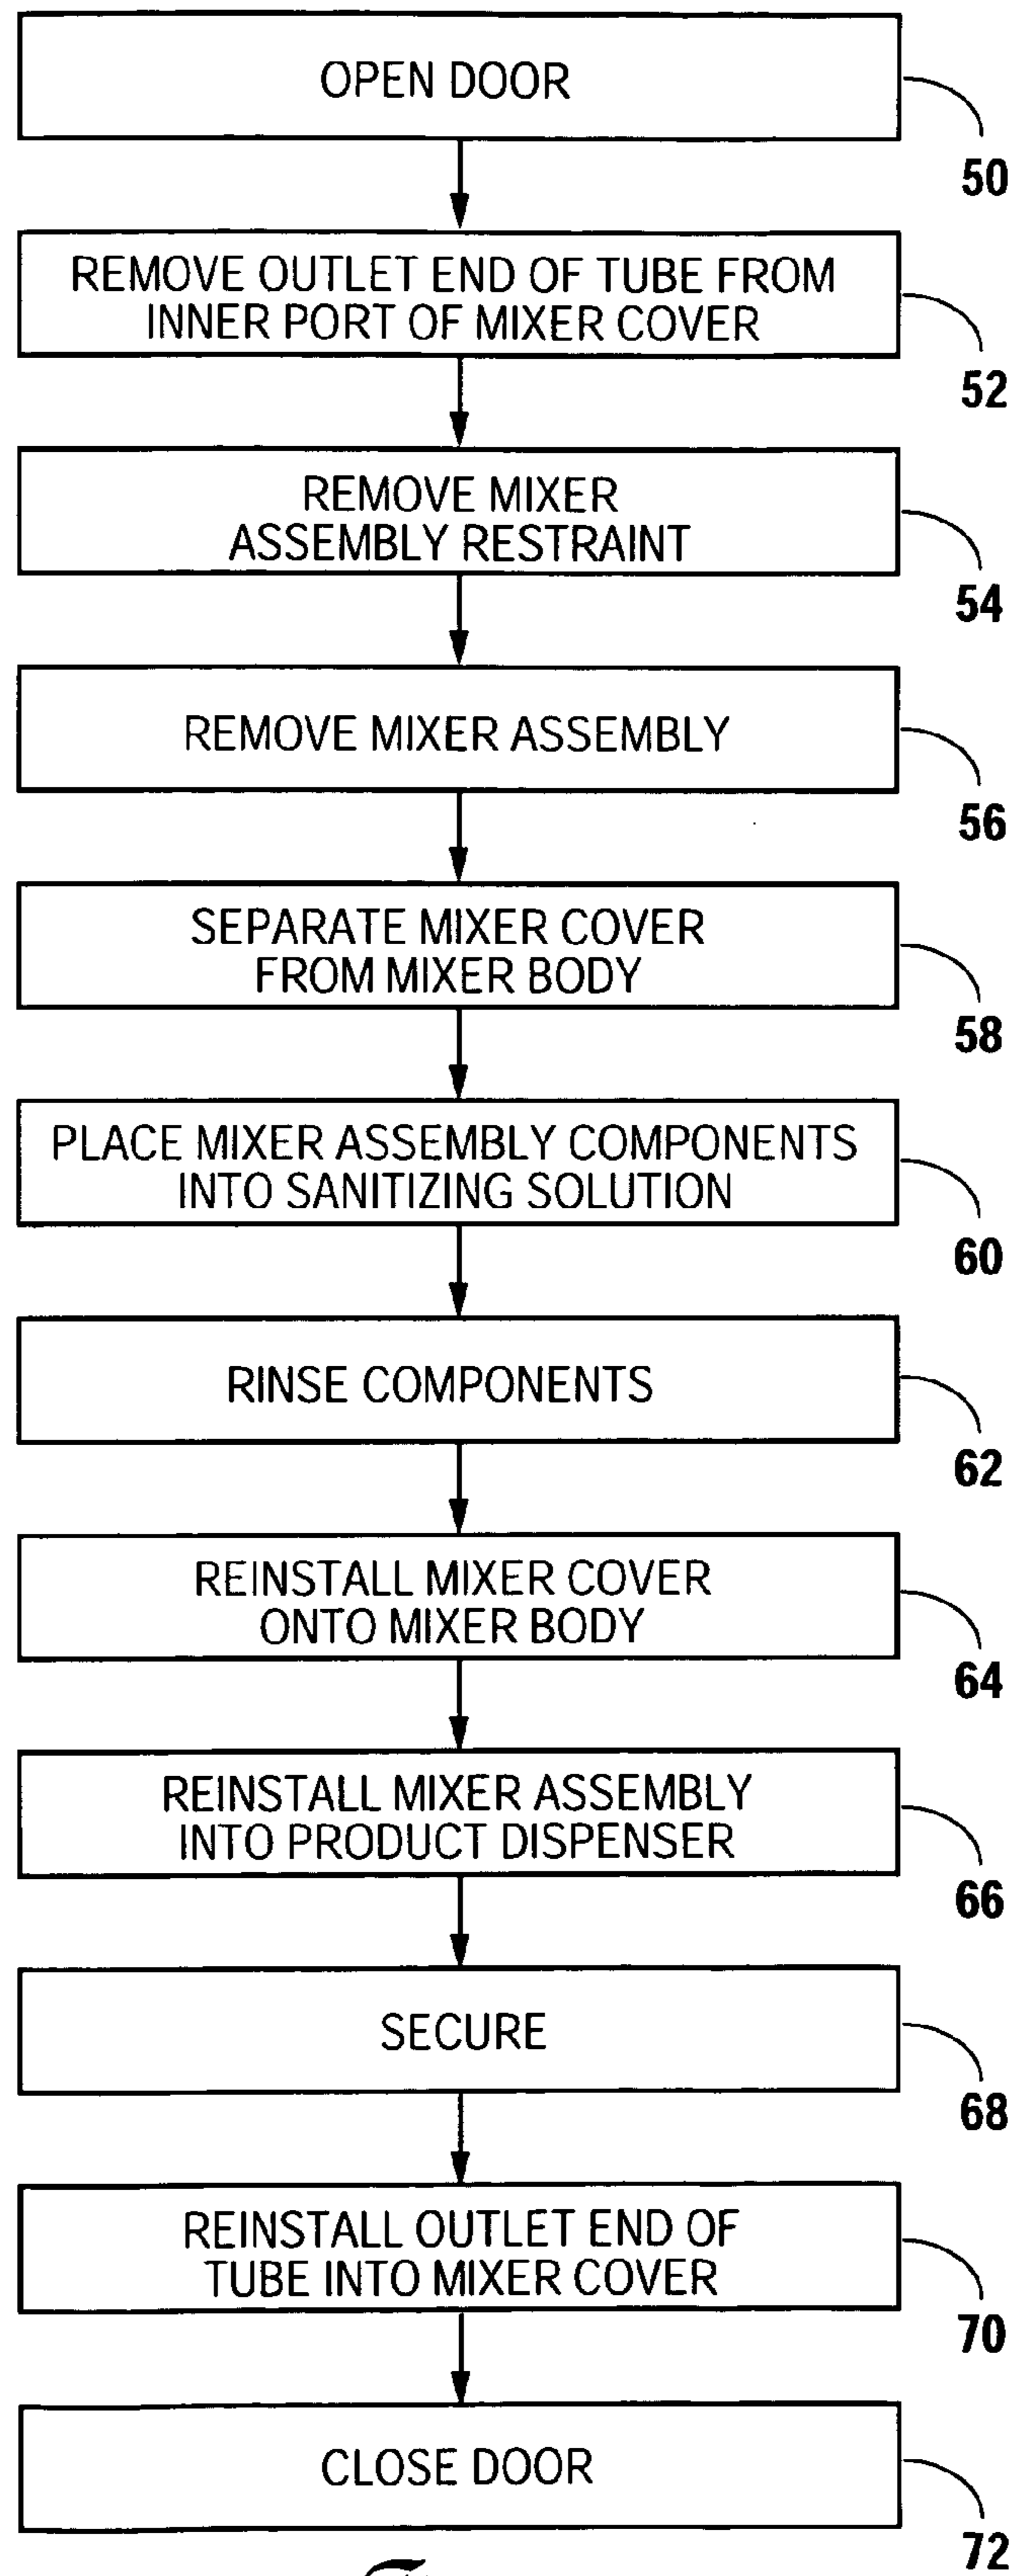 OPEN DOOR
50
REMOVE OUTLET END OF TUBE FROM
INNER PORT OF MIXER COVER
52
REMOVE MIXER
ASSEMBLY RESTRAINT
54
REMOVE MIXER ASSEMBLY
56
SEPARATE MIXER COVER
FROM MIXER BODY
58
PLACE MIXER ASSEMBLY COMPONENTS
INTO SANITIZING SOLUTION
60
RINSE COMPONENTS
62
REINSTALL MIXER COVER
ONTO MIXER BODY
64
REINSTALL MIXER ASSEMBLY
INTO PRODUCT DISPENSER
66
SECURE
68
REINSTALL OUTLET END OF
TUBE INTO MIXER COVER
70
CLOSE DOOR
72